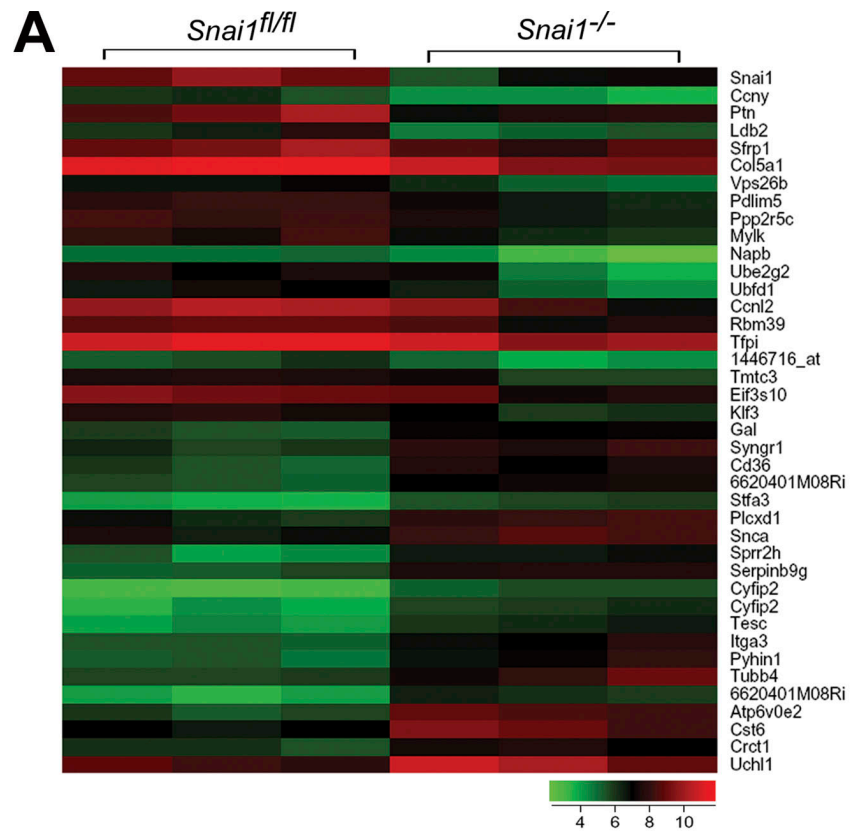 A
Snai1fl/fl
Snai1-/-
Snai1
Ccny
Ptn
Ldb2
Sfrp1
Col5a1
Vps26b
Pdlim5
Ppp2r5c
Mylk
Napb
Ube2g2
Ubfd1
Ccnl2
Rbm39
Tfpi
1446716_at
Tmtc3
Eif3s10
Klf3
Gal
Syngr1
Cd36
6620401M08Ri
Stfa3
Plcxd1
Snca
Sprr2h
Serpinb9g
Cyfip2
Cyfip2
Tesc
Itga3
Pyhin1
Tubb4
6620401M08Ri
Atp6v0e2
Cst6
Crct1
Uchl1
4 6 8 10